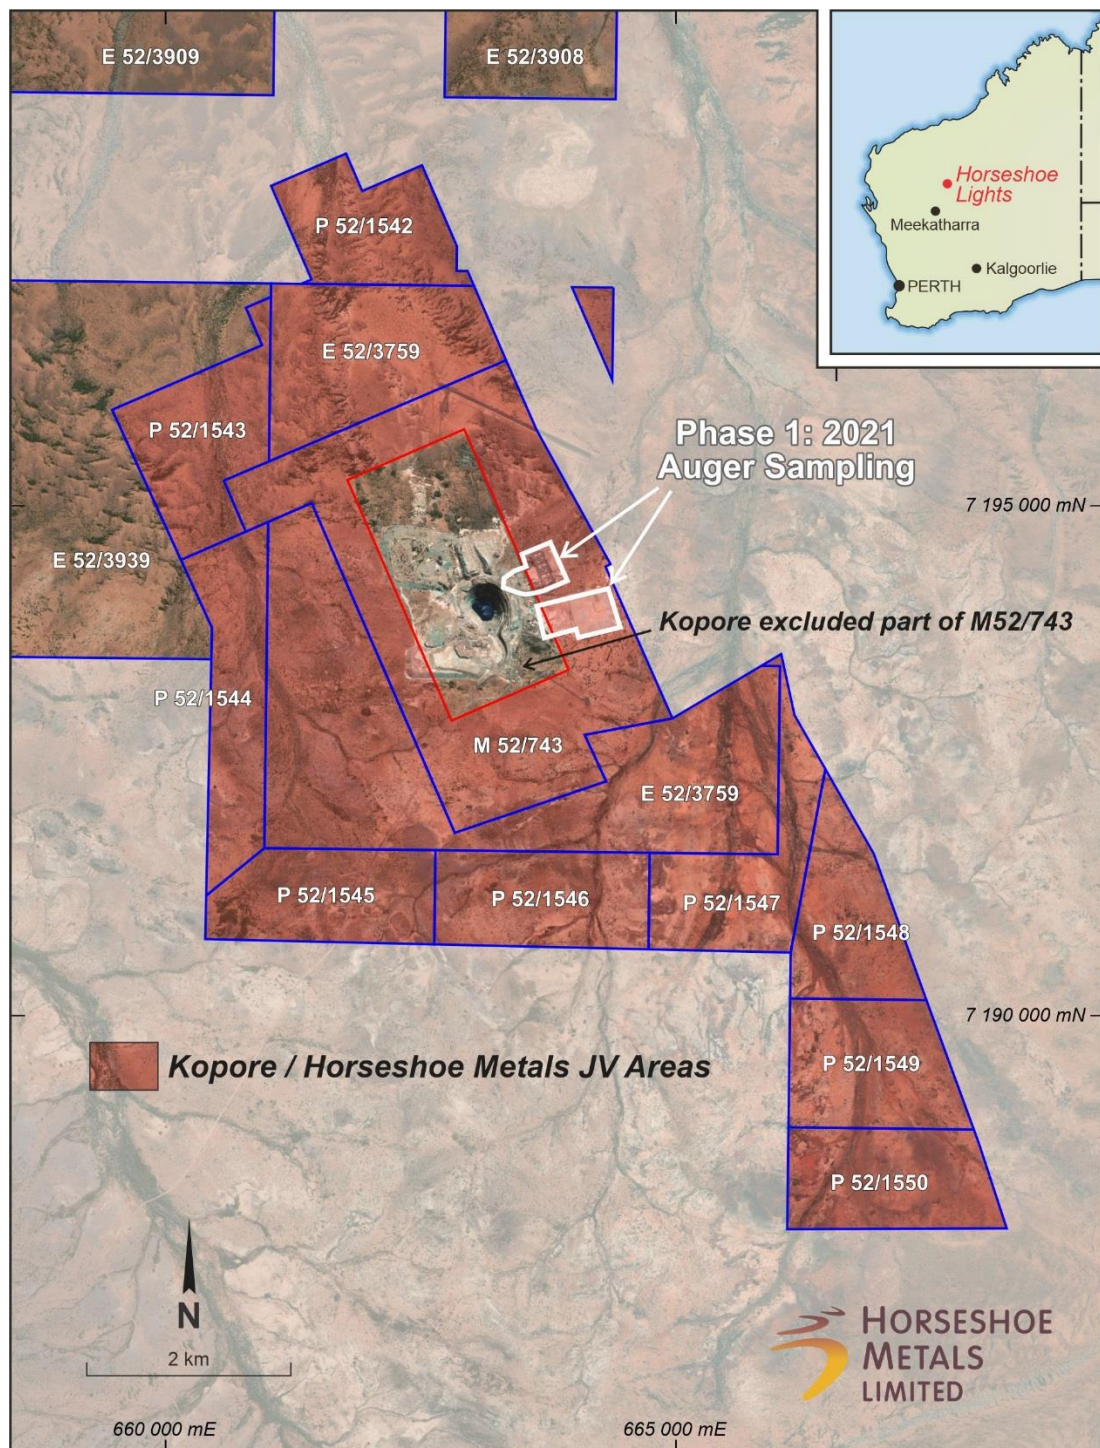 E 52/3909
E 52/3908
Horseshoe
Lights
Meekatharra
Kalgoorlie
PERTH
P 52/1542
E 52/3759
P 52/1543
Phase 1: 2021
Auger Sampling
7 195 000 mN
E 52/3939
Kopore excluded part of M52/743
P 52/1544
M 52/743
E 52/3759
P 52/1545
P 52/1546
P 52/1547
P 52/1548
7 190 000 mN
Kopore / Horseshoe Metals JV Areas
P 52/1549
P 52/1550
N
2 km
HORSESHOE
METALS
LIMITED
660 000 mE
665 000 mE